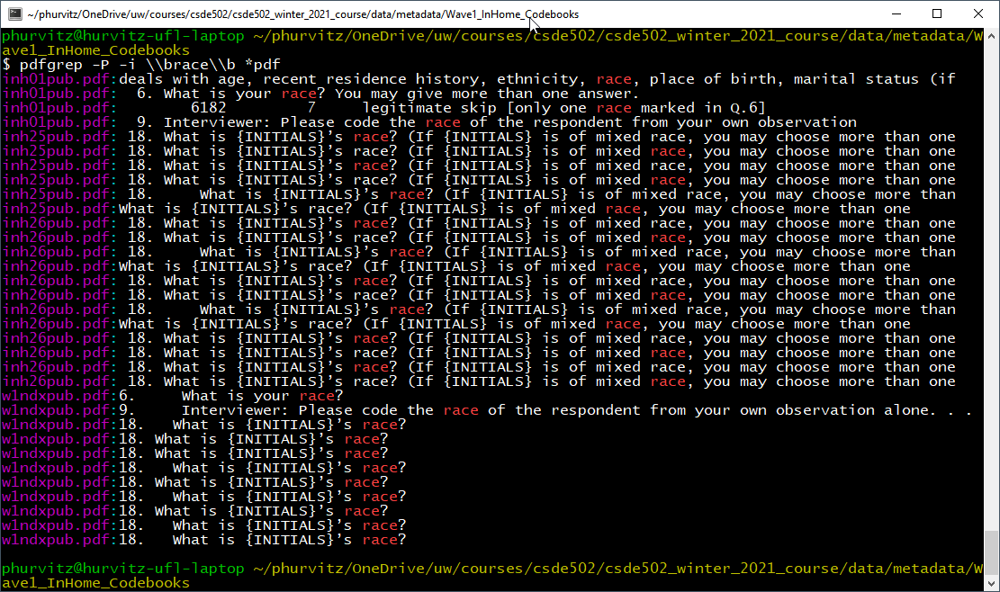 ~/phurvitz/OneDrive/uw/courses/csde502/csde502_winter_2021_course/data/metadata/Wave1_InHome_Codebooks
phurvitz@hurvitz-ufl-laptop ~/phurvitz/OneDrive/uw/courses/csde502/csde502_winter_2021_course/data/metadata/W
ave1_InHome_Codebooks
$ pdfgrep -P -i \\brace\\b *pdf
inh01pub.pdf:deals with age, recent residence history, ethnicity, race, place of birth, marital status (if
inh01pub.pdf:  6. What is your race? You may give more than one answer.
inh01pub.pdf:        6182         7     legitimate skip [only one race marked in Q.6]
inh01pub.pdf:  9. Interviewer: Please code the race of the respondent from your own observation
inh25pub.pdf: 18. What is {INITIALS}’s race? (If {INITIALS} is of mixed race, you may choose more than one
inh25pub.pdf: 18. What is {INITIALS}’s race? (If {INITIALS} is of mixed race, you may choose more than one
inh25pub.pdf: 18. What is {INITIALS}’s race? (If {INITIALS} is of mixed race, you may choose more than one
inh25pub.pdf: 18. What is {INITIALS}’s race? (If {INITIALS} is of mixed race, you may choose more than one
inh25pub.pdf: 18.     What is {INITIALS}’s race? (If {INITIALS} is of mixed race, you may choose more than
inh25pub.pdf:What is {INITIALS}’s race? (If {INITIALS} is of mixed race, you may choose more than one
inh26pub.pdf: 18. What is {INITIALS}’s race? (If {INITIALS} is of mixed race, you may choose more than one
inh26pub.pdf: 18. What is {INITIALS}’s race? (If {INITIALS} is of mixed race, you may choose more than one
inh26pub.pdf: 18.     What is {INITIALS}’s race? (If {INITIALS} is of mixed race, you may choose more than
inh26pub.pdf:What is {INITIALS}’s race? (If {INITIALS} is of mixed race, you may choose more than one
inh26pub.pdf: 18. What is {INITIALS}’s race? (If {INITIALS} is of mixed race, you may choose more than one
inh26pub.pdf: 18. What is {INITIALS}’s race? (If {INITIALS} is of mixed race, you may choose more than one
inh26pub.pdf: 18.     What is {INITIALS}’s race? (If {INITIALS} is of mixed race, you may choose more than
inh26pub.pdf:What is {INITIALS}’s race? (If {INITIALS} is of mixed race, you may choose more than one
inh26pub.pdf: 18. What is {INITIALS}’s race? (If {INITIALS} is of mixed race, you may choose more than one
inh26pub.pdf: 18. What is {INITIALS}’s race? (If {INITIALS} is of mixed race, you may choose more than one
inh26pub.pdf: 18. What is {INITIALS}’s race? (If {INITIALS} is of mixed race, you may choose more than one
inh26pub.pdf: 18. What is {INITIALS}’s race? (If {INITIALS} is of mixed race, you may choose more than one
w1ndxpub.pdf:6.     What is your race?
w1ndxpub.pdf:9.     Interviewer: Please code the race of the respondent from your own observation alone. . .
w1ndxpub.pdf:18.   What is {INITIALS}’s race?
w1ndxpub.pdf:18. What is {INITIALS}’s race?
w1ndxpub.pdf:18. What is {INITIALS}’s race?
w1ndxpub.pdf:18.   What is {INITIALS}’s race?
w1ndxpub.pdf:18. What is {INITIALS}’s race?
w1ndxpub.pdf:18.   What is {INITIALS}’s race?
w1ndxpub.pdf:18. What is {INITIALS}’s race?
w1ndxpub.pdf:18.   What is {INITIALS}’s race?
w1ndxpub.pdf:18.   What is {INITIALS}’s race?
phurvitz@hurvitz-ufl-laptop ~/phurvitz/OneDrive/uw/courses/csde502/csde502_winter_2021_course/data/metadata/W
ave1_InHome_Codebooks